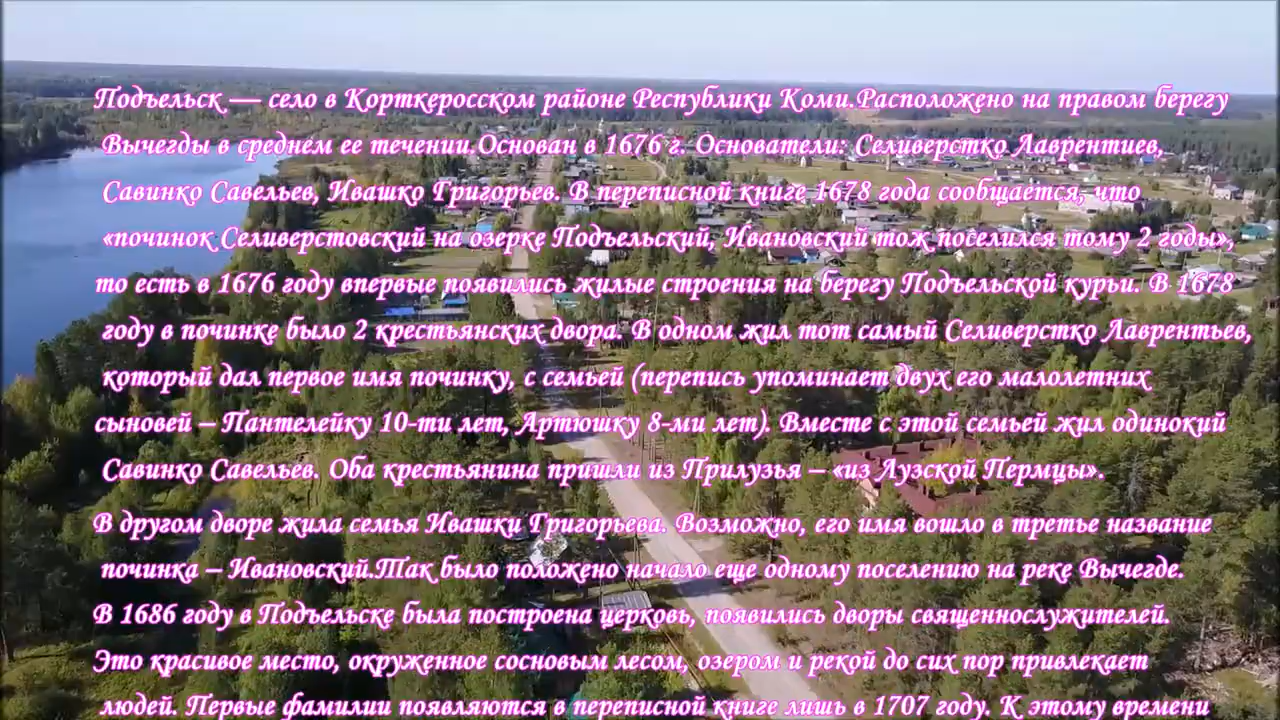 Подъельск — село в Корткеросском районе Республики Коми.Расположено на правом берегу
Вычегды в среднем ее течении.Основан в 1676 г. Основатели: Селиверстко Лаврентиев,
Савинко Савельев, Ивашко Григорьев. В переписной книге 1678 года сообщается, что
«починок Селиверстовский на озерке Подъельский, Ивановский тож поселился тому 2 годы»,
то есть в 1676 году впервые появились жилые строения на берегу Подъельской курьи. В 1678
году в починке было 2 крестьянских двора. В одном жил тот самый Селиверстко Лаврентьев,
который дал первое имя починку, с семьей (перепись упоминает двух его малолетних
сыновей – Пантелейку 10-ти лет, Артюшку 8-ми лет). Вместе с этой семьей жил одинокий
Савинко Савельев. Оба крестьянина пришли из Прилузья – «из Лузской Пермцы».
В другом дворе жила семья Ивашки Григорьева. Возможно, его имя вошло в третье название
починка – Ивановский.Так было положено начало еще одному поселению на реке Вычегде.
В 1686 году в Подъельске была построена церковь, появились дворы священнослужителей.
Это красивое место, окруженное сосновым лесом, озером и рекой до сих пор привлекает
людей. Первые фамилии появляются в переписной книге лишь в 1707 году. К этому времени